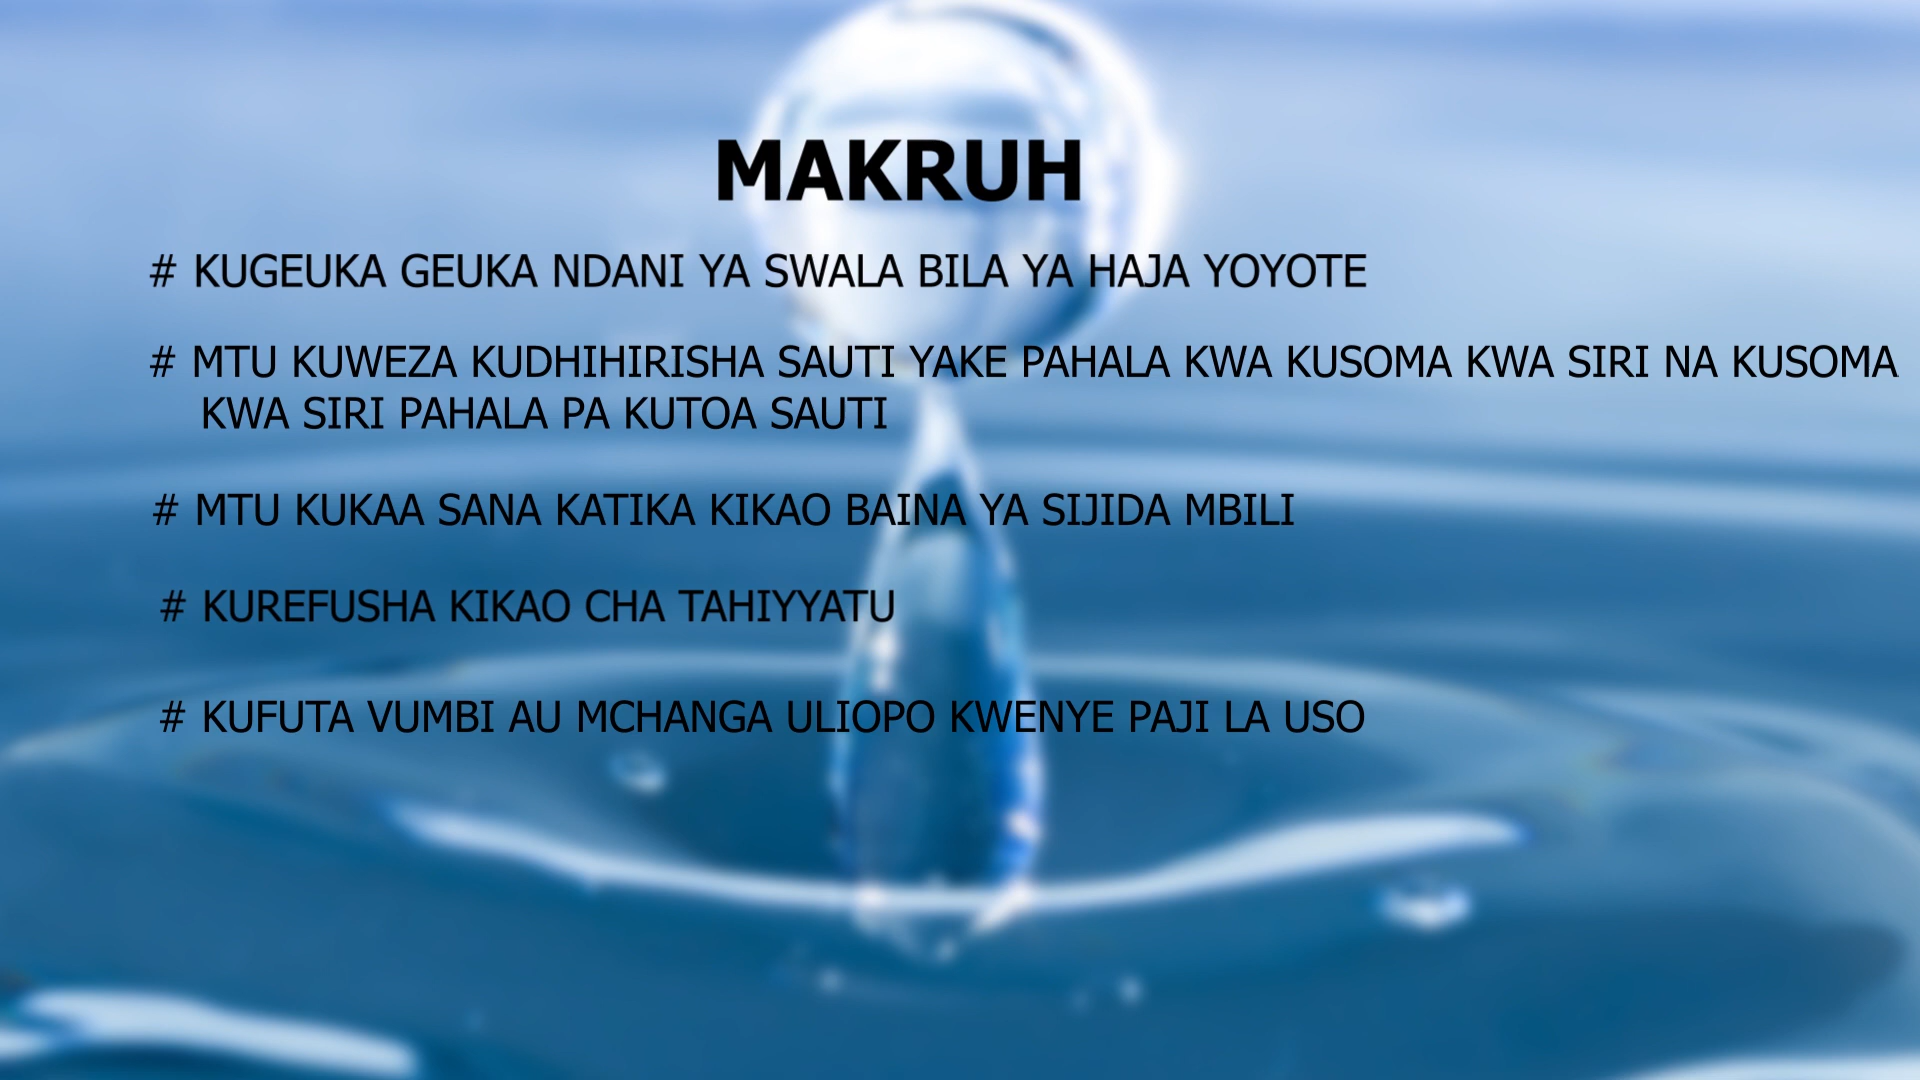 MAKRUH
# KUGEUKA GEUKA NDANI YA SWALA BILA YA HAJA YOYOTE
# MTU KUWEZA KUDHIHIRISHA SAUTI YAKE PAHALA KWA KUSOMA KWA SIRI NA KUSOMA
KWA SIRI PAHALA PA KUTOA SAUTI
# MTU KUKAA SANA KATIKA KIKAO BAINA YA SIJIDA MBILI
# KUREFUSHA KIKAO CHA TAHIYYATU
# KUFUTA VUMBI AU MCHANGA ULIOPO KWENYE PAJI LA USO